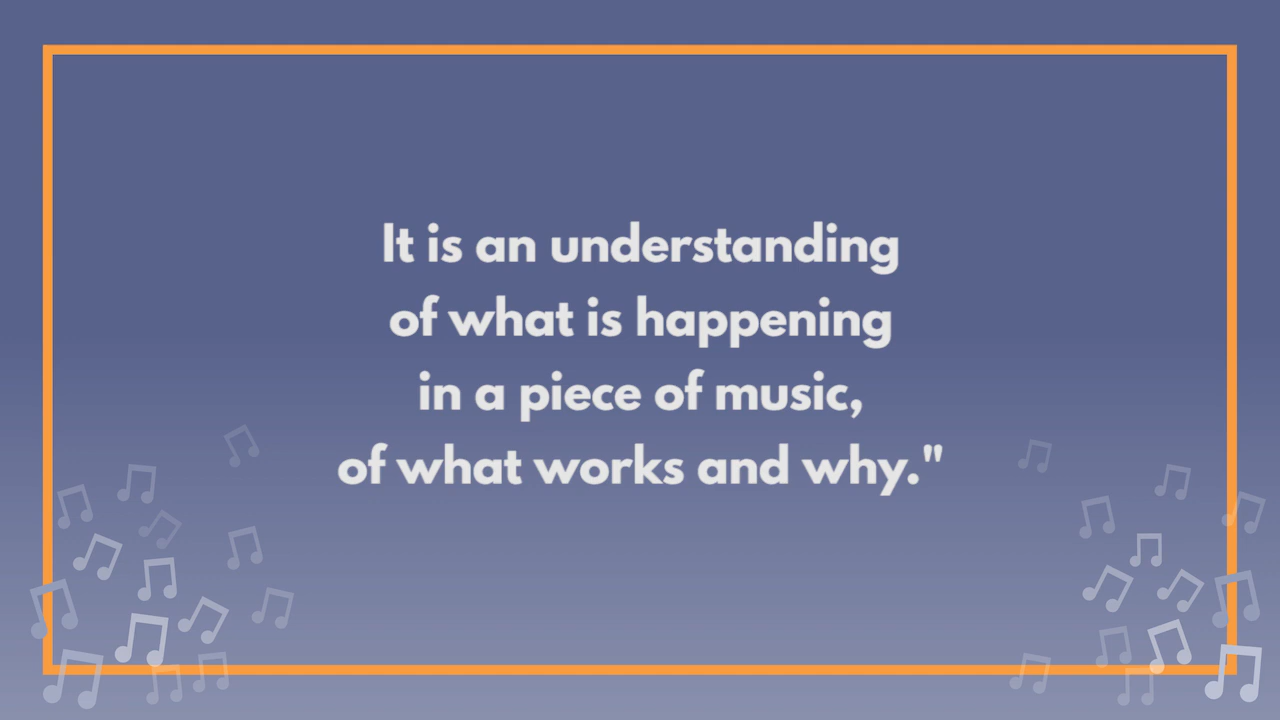 It is an understanding
of what is happening
in a piece of music,
of what works and why."